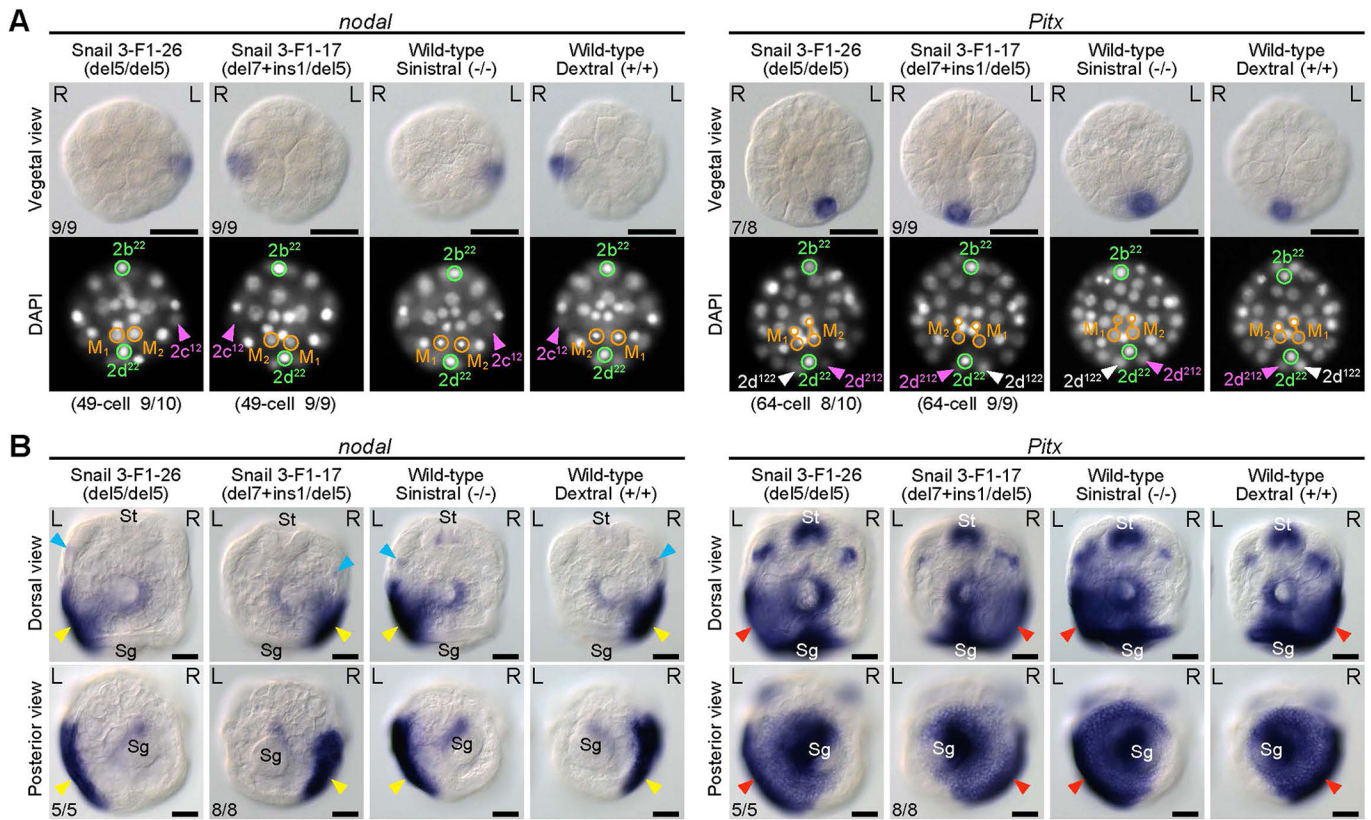 A
nodal
Snail 3-F1-26 Snail 3-F1-17 Wild-type Wild-type
(del5/del5) (del7+ins1/del5) Sinistral (-/-) Dextral (+/+)
Vegetal view
R L R L R L R L
9/9 9/9
DAPI
2b²² 2b²² 2b²² 2b²²
M₁ M₂ 2c¹² 2c¹² M₂ M₁ M₁ M₂ 2c¹² 2c¹² M₂ M₁
2d²² 2d²² 2d²² 2d²²
(49-cell 9/10) (49-cell 9/9)
Pitx
Snail 3-F1-26 Snail 3-F1-17 Wild-type Wild-type
(del5/del5) (del7+ins1/del5) Sinistral (-/-) Dextral (+/+)
Vegetal view
R L R L R L R L
7/8 9/9
DAPI
2b²² 2b²² 2b²² 2b²²
M₁ M₂ M₂ M₁ M₁ M₂ M₂ M₁
2d¹²² 2d²² 2d²¹² 2d²¹² 2d²² 2d¹²² 2d¹²² 2d²² 2d²¹² 2d²¹² 2d²² 2d¹²²
(64-cell 8/10) (64-cell 9/9)
B
nodal
Snail 3-F1-26 Snail 3-F1-17 Wild-type Wild-type
(del5/del5) (del7+ins1/del5) Sinistral (-/-) Dextral (+/+)
Dorsal view
L St R L R L R L R
Sg Sg
Posterior view
L R L R L R L R
Sg Sg Sg Sg
5/5 8/8
Pitx
Snail 3-F1-26 Snail 3-F1-17 Wild-type Wild-type
(del5/del5) (del7+ins1/del5) Sinistral (-/-) Dextral (+/+)
Dorsal view
L St R L St R L St R L St R
Sg Sg Sg Sg
Posterior view
L R L R L R L R
Sg Sg Sg Sg
5/5 8/8